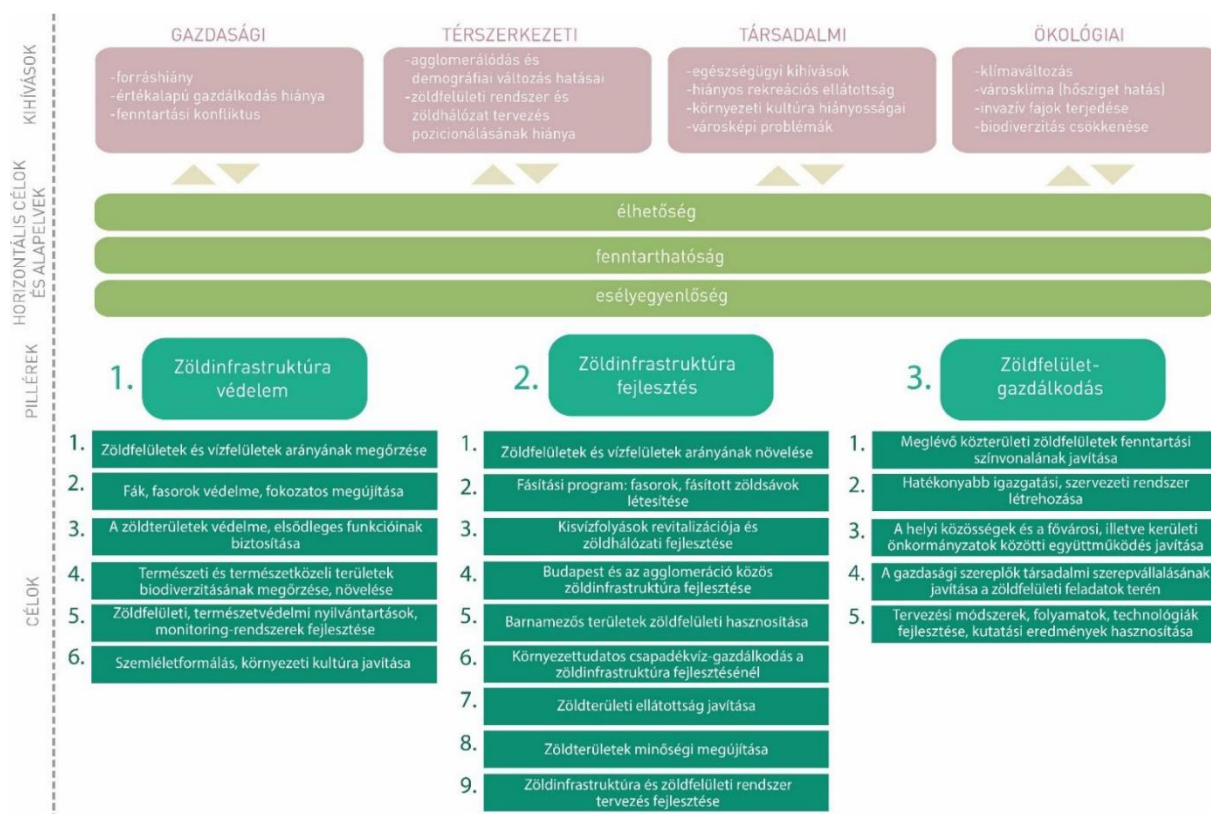 KIHÍVÁSOK
GAZDASÁGI
-forráshiány
-értékalapú gazdálkodás hiánya
-fenntartási konfliktus
TÉRSZERKEZETI
-agglomerálódás és
demográfiai változás hatásai
-zöldfelületi rendszer és
zöldhálózat tervezés
pozicionálásának hiánya
TÁRSADALMI
-egészségügyi kihívások
-hiányos rekreációs ellátottság
-környezeti kultúra hiányosságai
-városképi problémák
ÖKOLÓGIAI
-klímaváltozás
-városklíma (hősziget hatás)
-invazív fajok terjedése
-biodiverzitás csökkenése
HORIZONTÁLIS CÉLOK
ÉS ALAPELVEK
élhetőség
fenntarthatóság
esélyegyenlőség
PILLÉREK
1. Zöldinfrastruktúra
védelem
2. Zöldinfrastruktúra
fejlesztés
3. Zöldfelület-
gazdálkodás
CÉLOK
1. Zöldfelületek és vízfelületek arányának megőrzése
2. Fák, fasorok védelme, fokozatos megújítása
3. A zöldterületek védelme, elsődleges funkcióinak
biztosítása
4. Természeti és természetközeli területek
biodiverzitásának megőrzése, növelése
5. Zöldfelületi, természetvédelmi nyilvántartások,
monitoring-rendszerek fejlesztése
6. Szemléletformálás, környezeti kultúra javítása
1. Zöldfelületek és vízfelületek arányának növelése
2. Fásítási program: fasorok, fásított zöldsávok
létesítése
3. Kisvízfolyások revitalizációja és
zöldhálózati fejlesztése
4. Budapest és az agglomeráció közös
zöldinfrastruktúra fejlesztése
5. Barnamezős területek zöldfelületi hasznosítása
6. Környezettudatos csapadékvíz-gazdálkodás a
zöldinfrastruktúra fejlesztésénél
7. Zöldterületi ellátottság javítása
8. Zöldterületek minőségi megújítása
9. Zöldinfrastruktúra és zöldfelületi rendszer
tervezés fejlesztése
1. Meglévő közterületi zöldfelületek fenntartási
színvonalának javítása
2. Hatékonyabb igazgatási, szervezeti rendszer
létrehozása
3. A helyi közösségek és a fővárosi, illetve kerületi
önkormányzatok közötti együttműködés javítása
4. A gazdasági szereplők társadalmi szerepvállalásának
javítása a zöldfelületi feladatok terén
5. Tervezési módszerek, folyamatok, technológiák
fejlesztése, kutatási eredmények hasznosítása